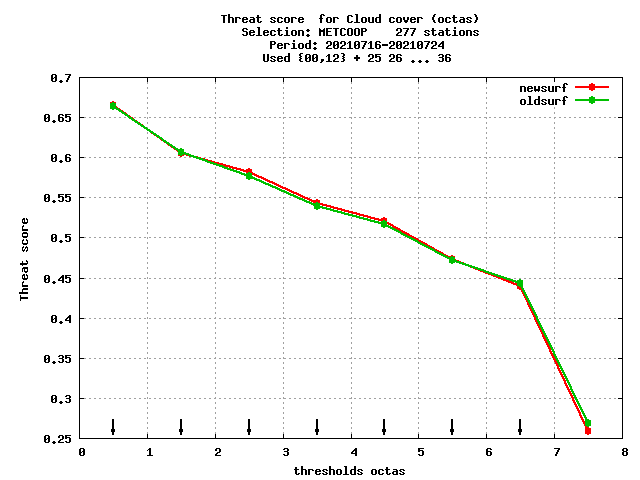 Threat score  for Cloud cover (octas)
Selection: METCOOP    277 stations
Period: 20210716-20210724
Used {00,12} + 25 26 ... 36
newsurf
oldsurf
0.7
0.65
0.6
0.55
0.5
0.45
0.4
0.35
0.3
0.25
Threat score
0 1 2 3 4 5 6 7 8
thresholds octas